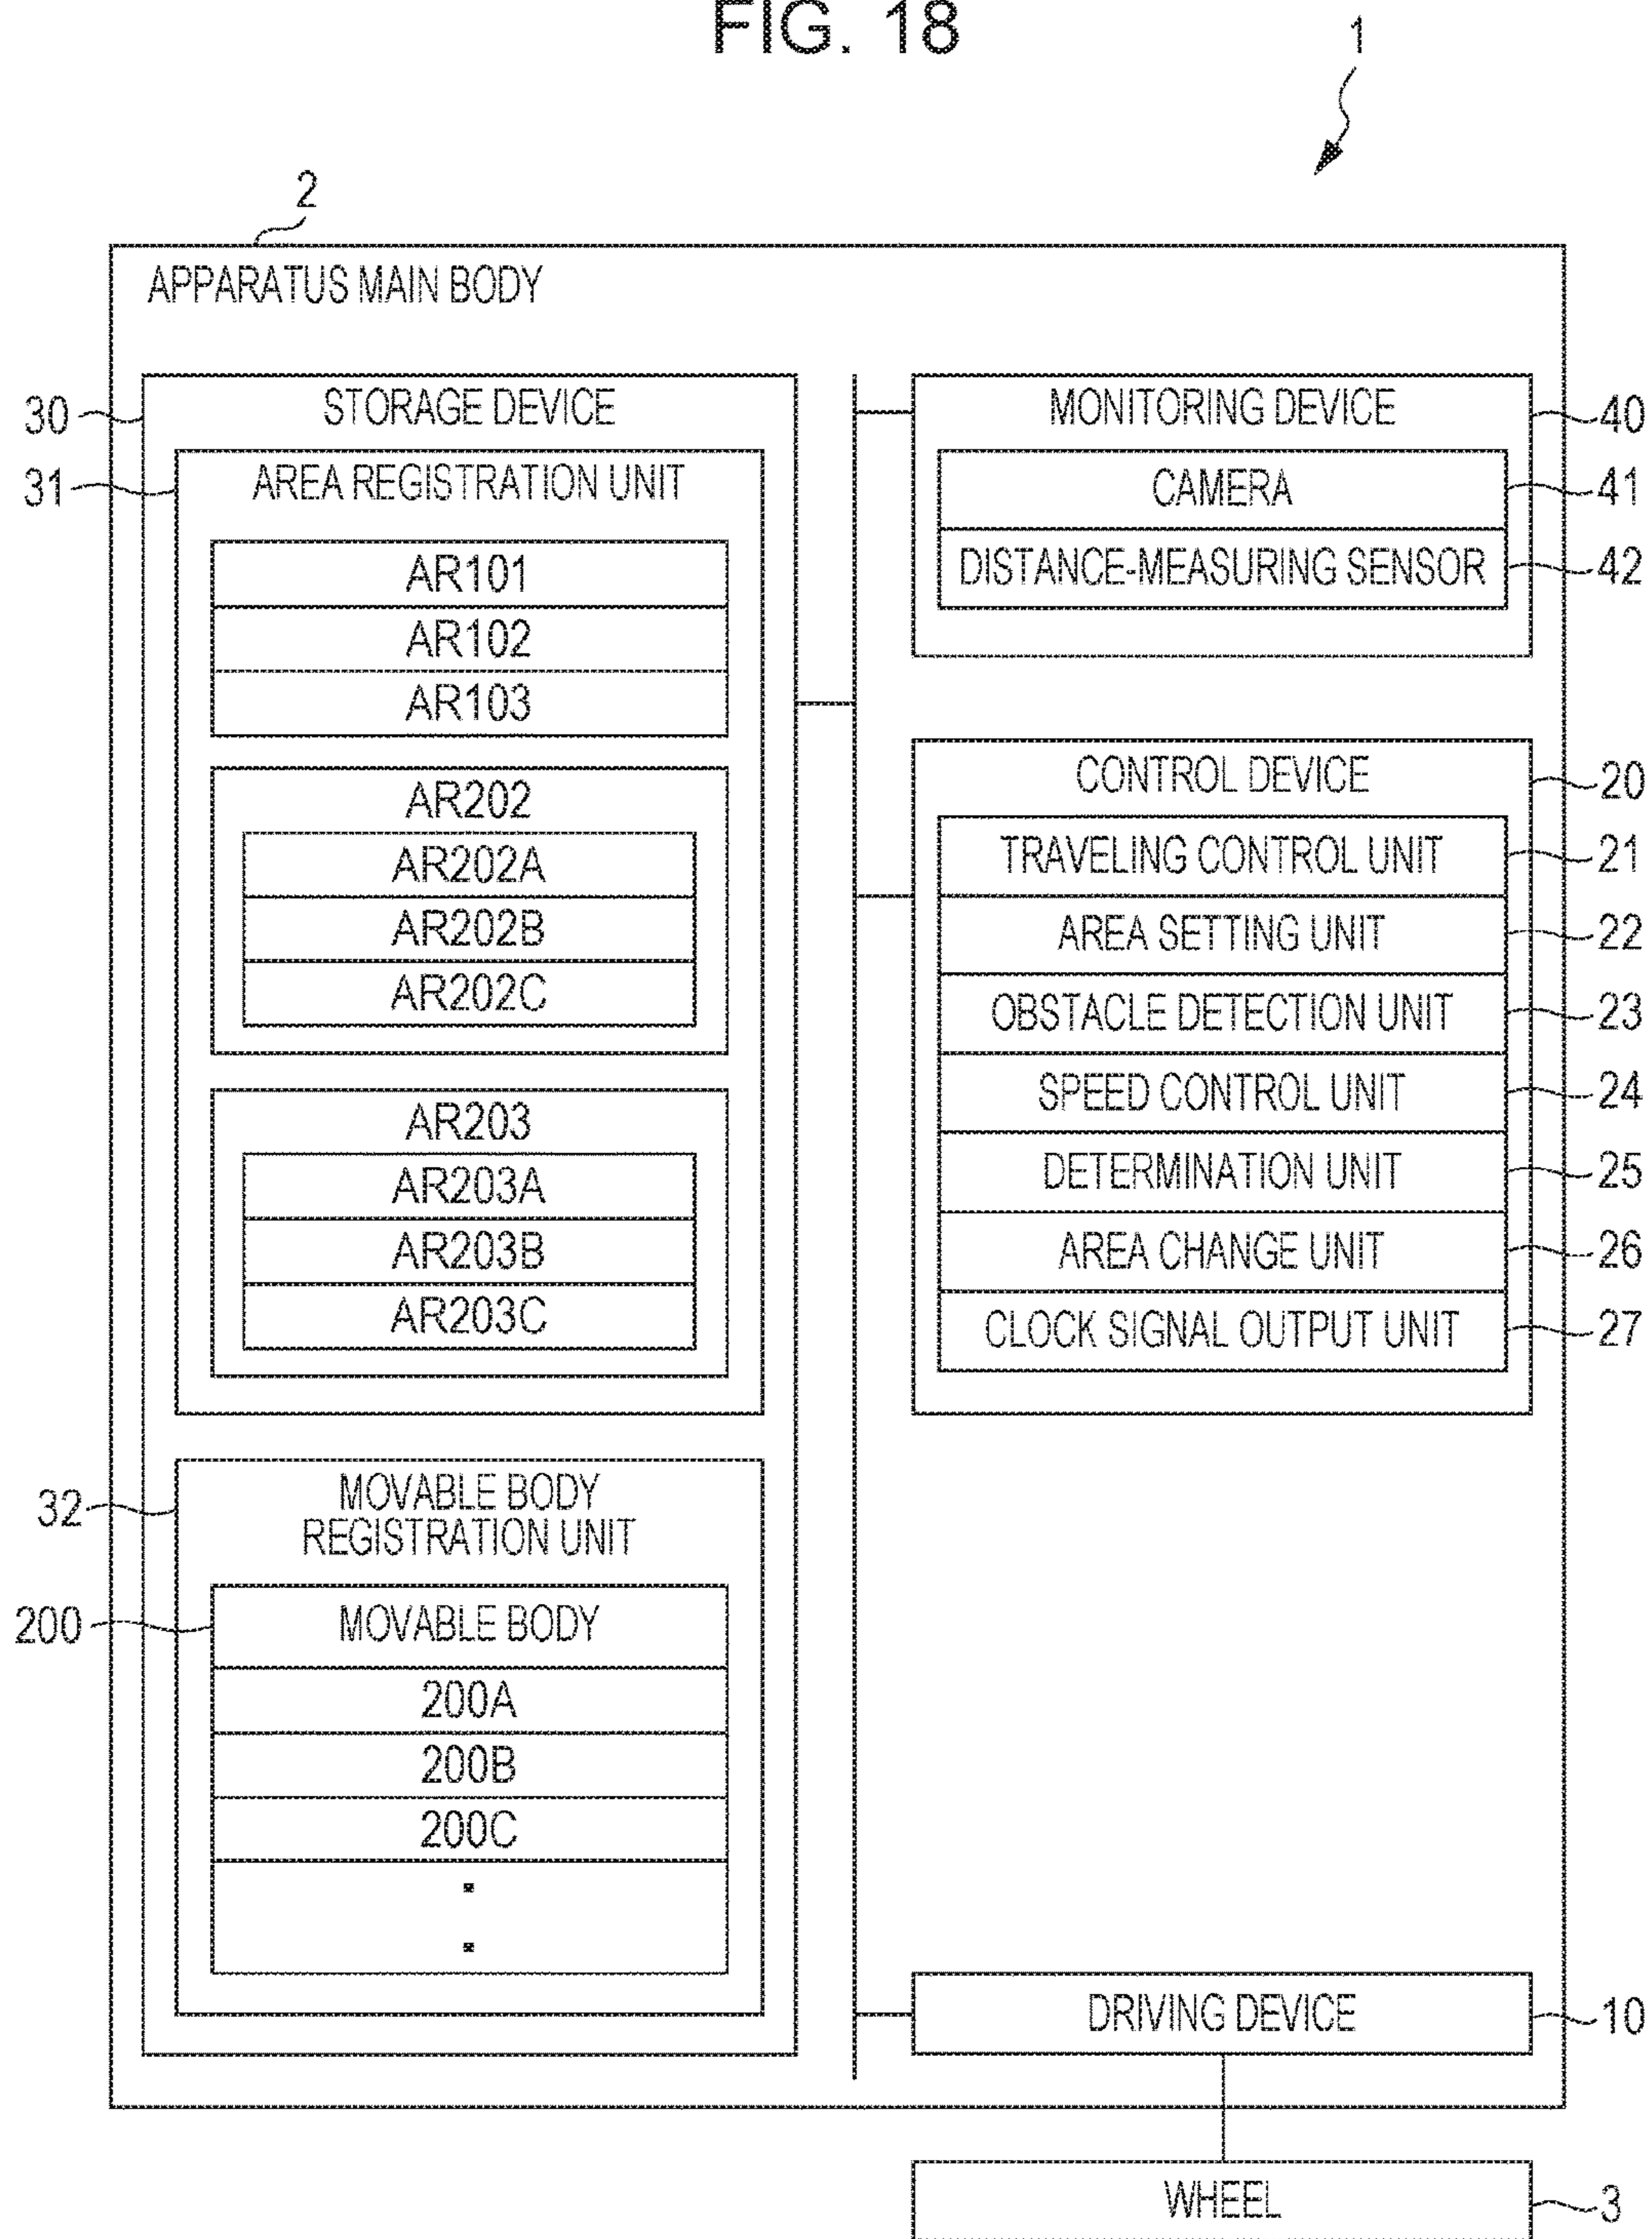 FIG. 18
1
2
APPARATUS MAIN BODY
30
STORAGE DEVICE
31
AREA REGISTRATION UNIT
AR101
AR102
AR103
AR202
AR202A
AR202B
AR202C
AR203
AR203A
AR203B
AR203C
32
MOVABLE BODY
REGISTRATION UNIT
200
MOVABLE BODY
200A
200B
200C
MONITORING DEVICE
40
CAMERA
41
DISTANCE-MEASURING SENSOR
42
CONTROL DEVICE
20
TRAVELING CONTROL UNIT
21
AREA SETTING UNIT
22
OBSTACLE DETECTION UNIT
23
SPEED CONTROL UNIT
24
DETERMINATION UNIT
25
AREA CHANGE UNIT
26
CLOCK SIGNAL OUTPUT UNIT
27
DRIVING DEVICE
10
WHEEL
3